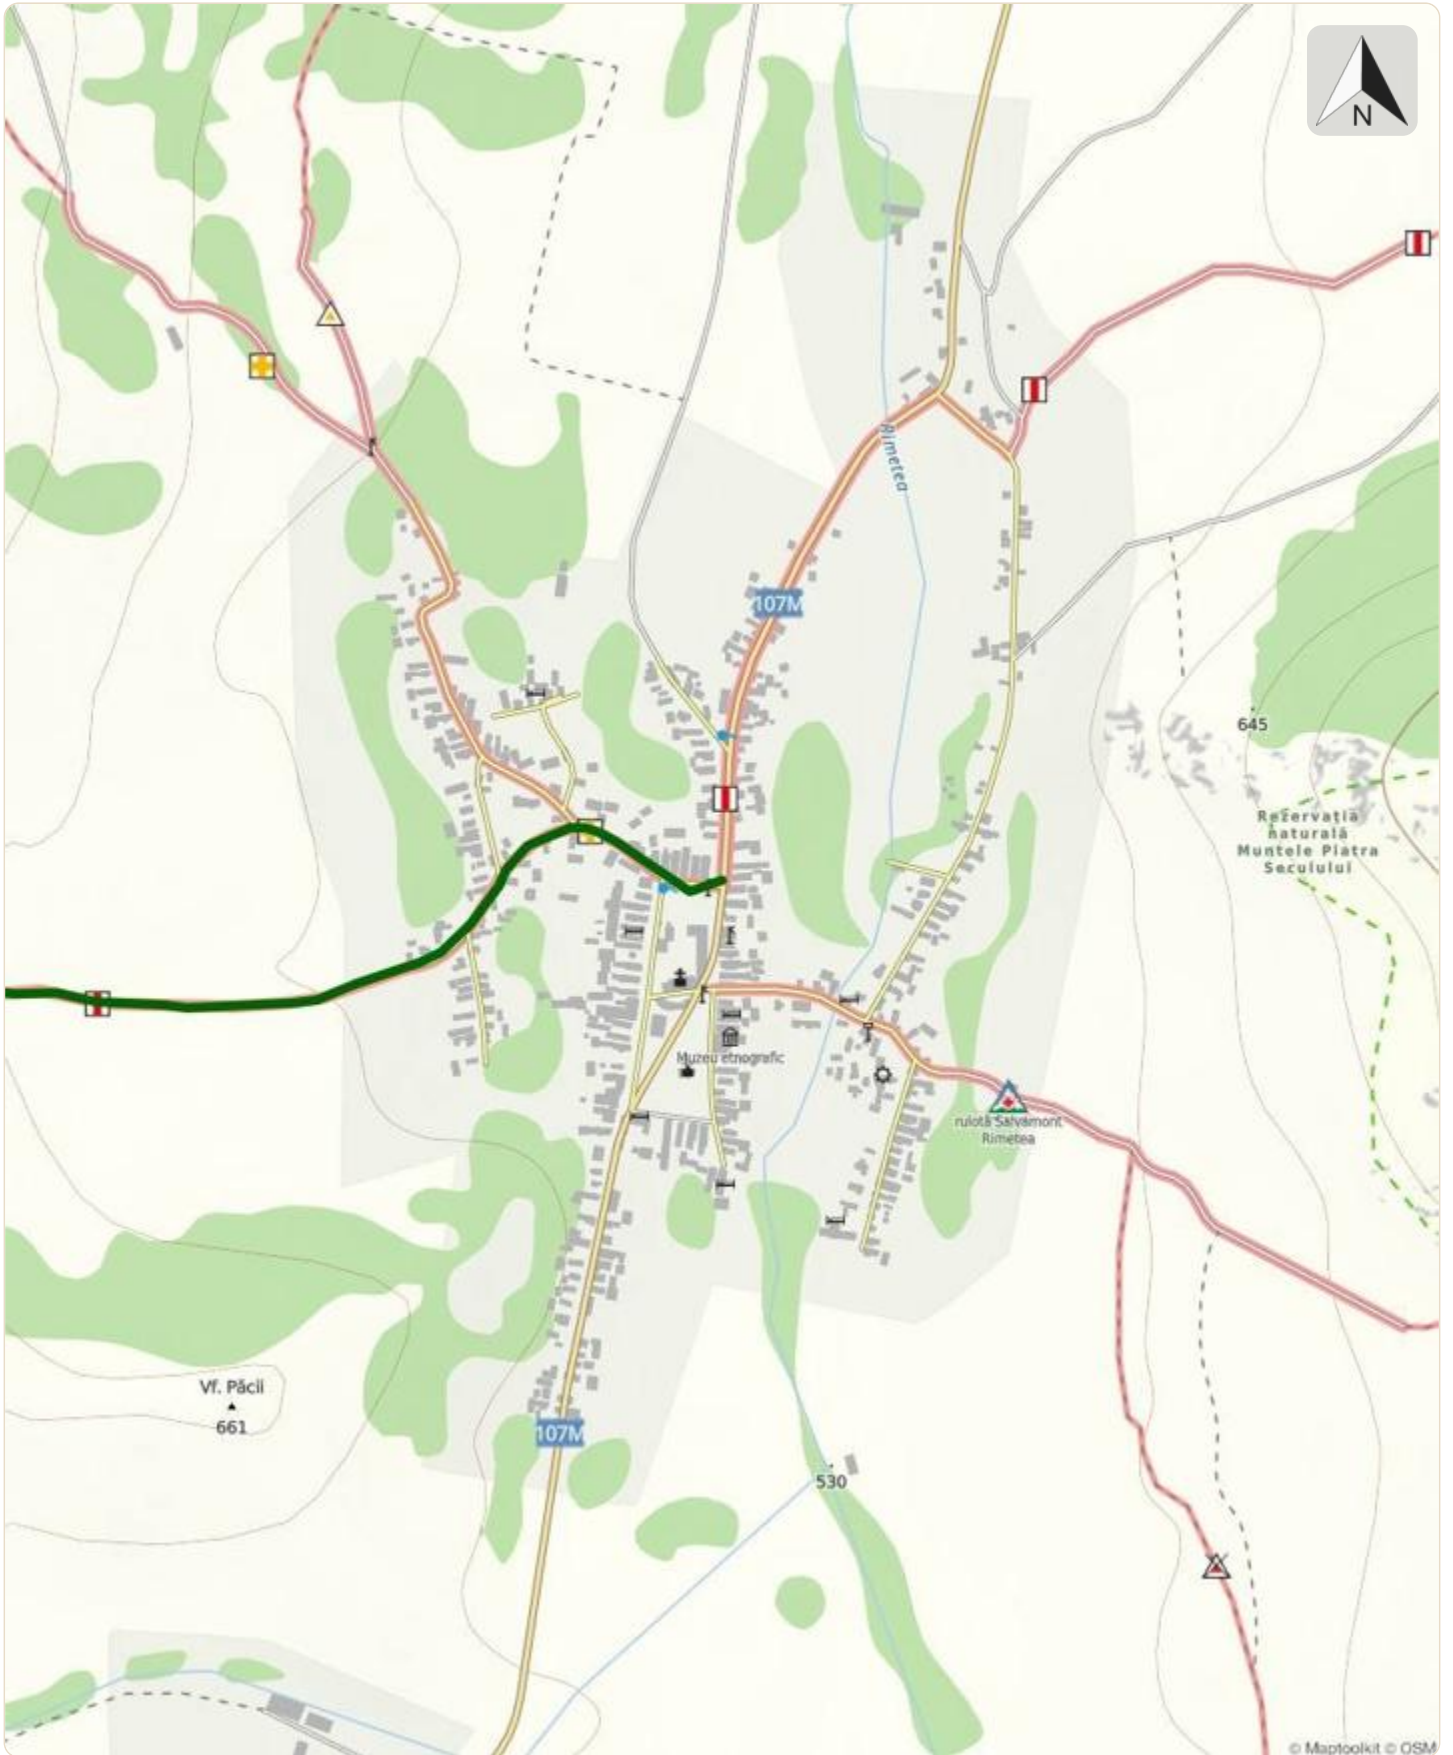 N
Rimetea
107M
645
Rezervația
naturală
Muntele Piatra
Secuiului
Muzeu etnografic
rulotă Salvamont
Rimetea
Vf. Păcii
661
107M
530
© Maptoolkit © OSM